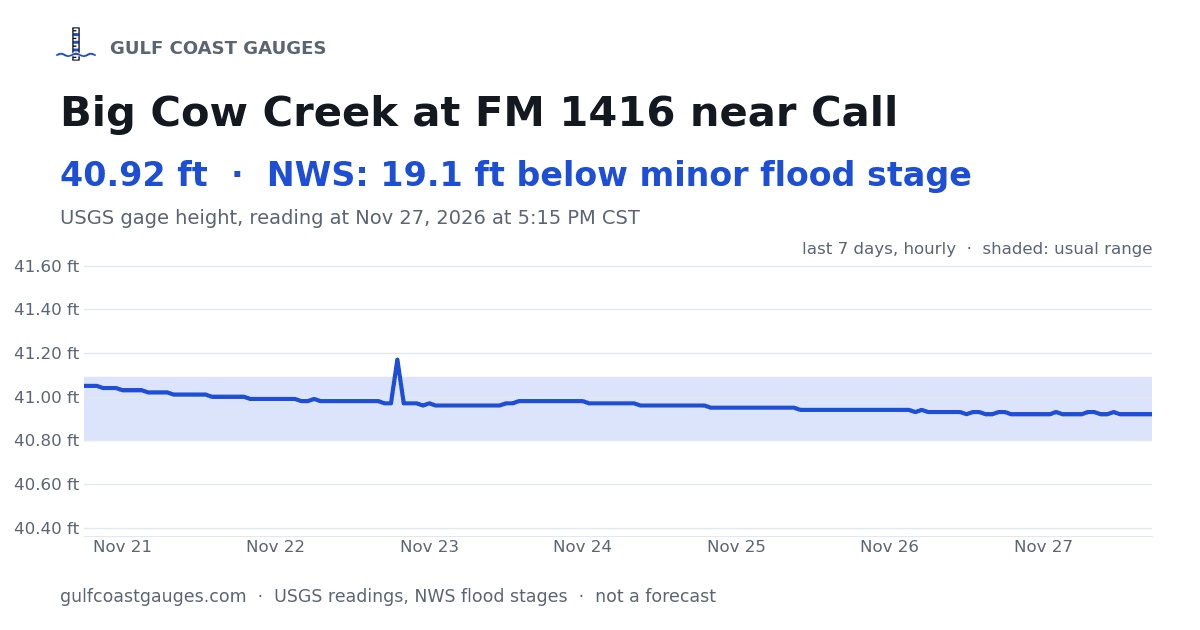 GULF COAST GAUGES
Big Cow Creek at FM 1416 near Call
40.92 ft · NWS: 19.1 ft below minor flood stage
USGS gage height, reading at Nov 27, 2026 at 5:15 PM CST
last 7 days, hourly · shaded: usual range
41.60 ft
41.40 ft
41.20 ft
41.00 ft
40.80 ft
40.60 ft
40.40 ft
Nov 21 Nov 22 Nov 23 Nov 24 Nov 25 Nov 26 Nov 27
gulfcoastgauges.com · USGS readings, NWS flood stages · not a forecast